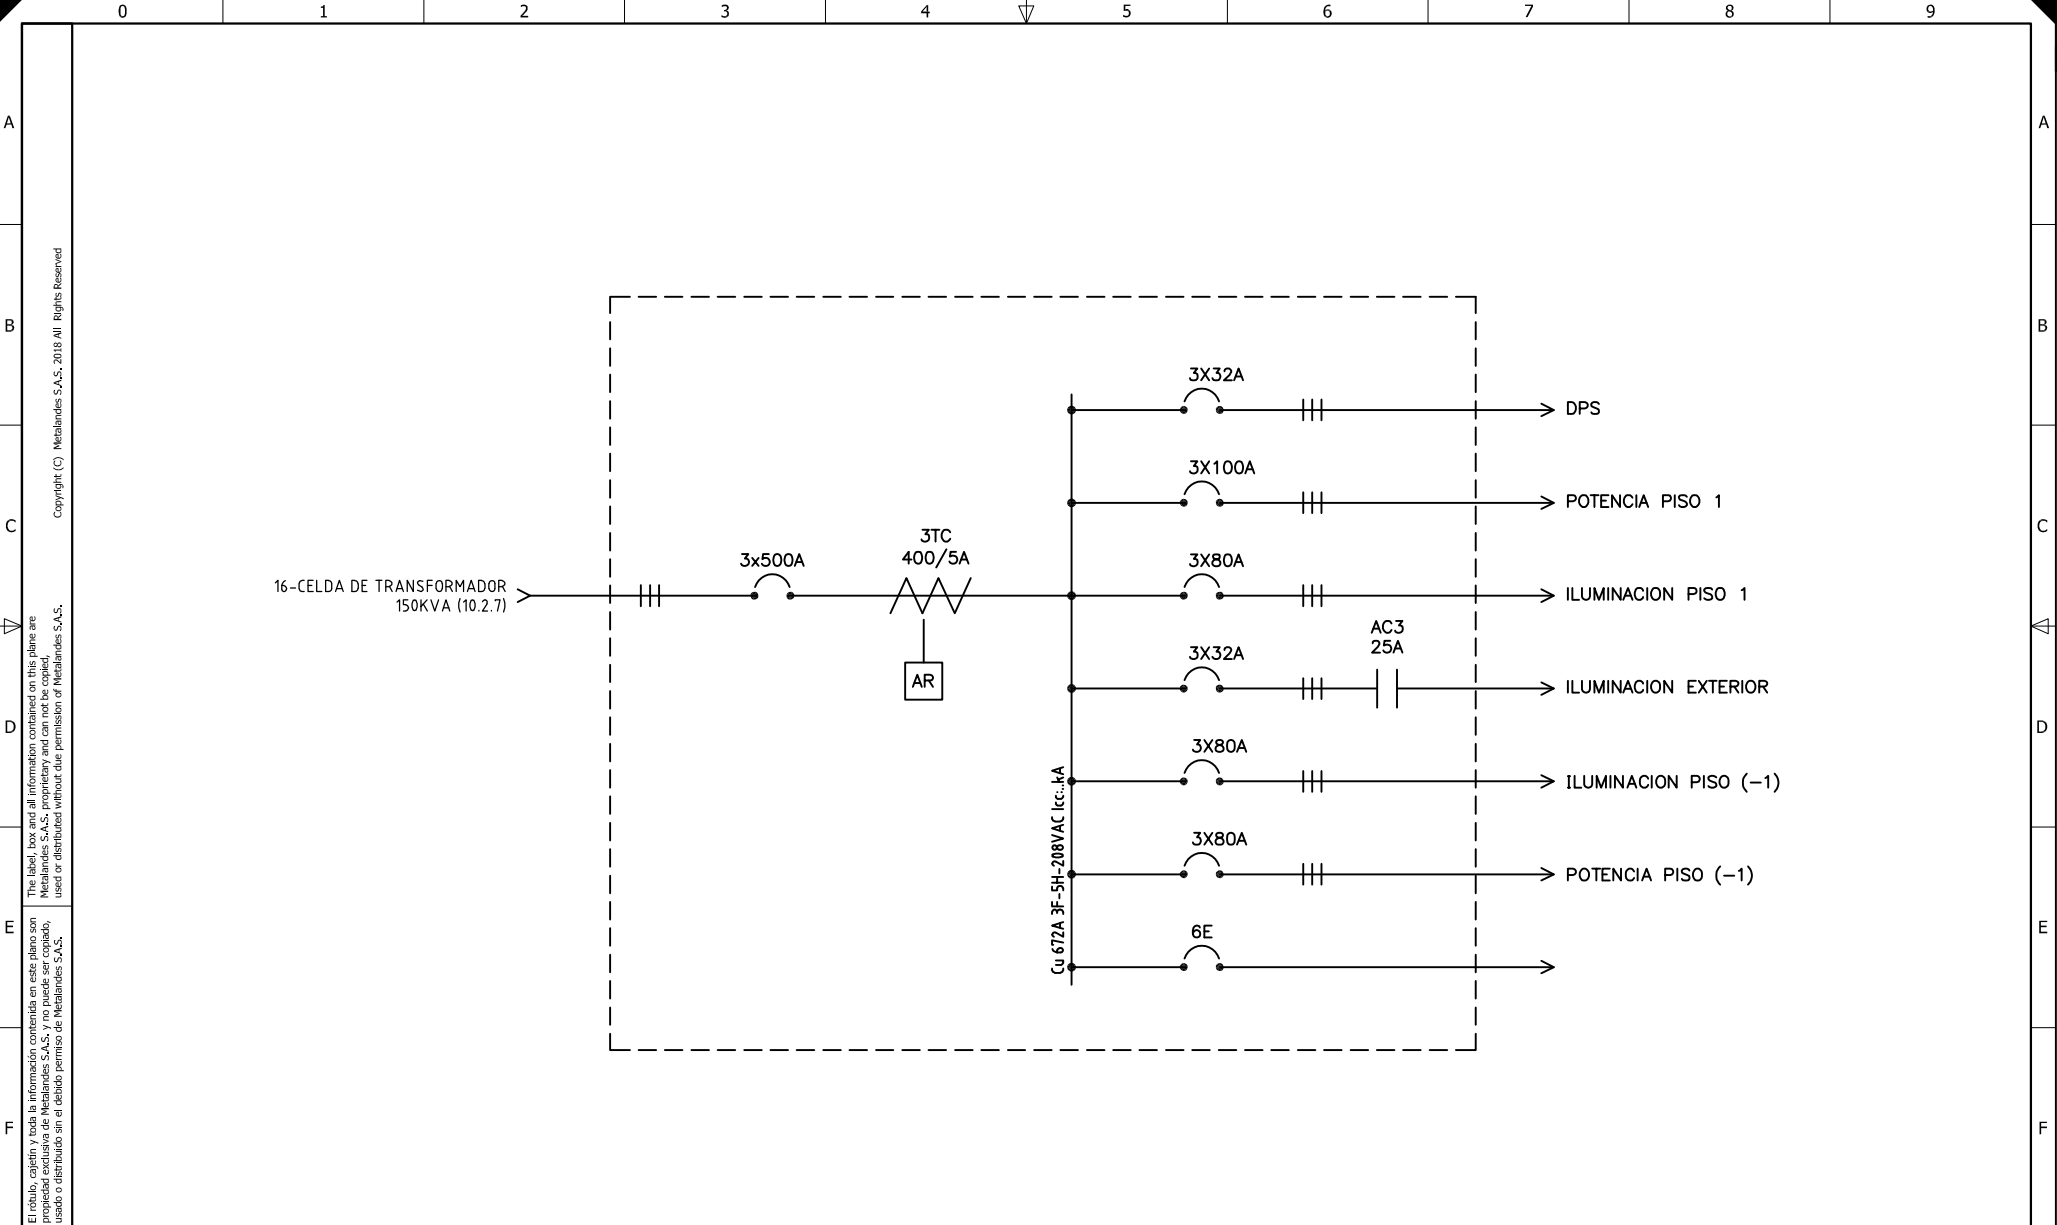 0 1 2 3 4 5 6 7 8 9
A A
B B
C C
D D
E E
F F
Copyright (C) Metalandes S.A.S. 2018 All Rights Reserved
The label, box and all information contained on this plane are
Metalandes S.A.S. proprietary and can not be copied,
used or distributed without due permission of Metalandes S.A.S.
El rótulo, cajetín y toda la información contenida en este plano son
propiedad exclusiva de Metalandes S.A.S. y no puede ser copiado,
usado o distribuido sin el debido permiso de Metalandes S.A.S.
16-CELDA DE TRANSFORMADOR
150KVA (10.2.7)
3x500A
3TC
400/5A
AR
Cu 672A 3F-5H-208VAC Icc:..kA
3X32A
DPS
3X100A
POTENCIA PISO 1
3X80A
ILUMINACION PISO 1
3X32A
AC3
25A
ILUMINACION EXTERIOR
3X80A
ILUMINACION PISO (-1)
3X80A
POTENCIA PISO (-1)
6E